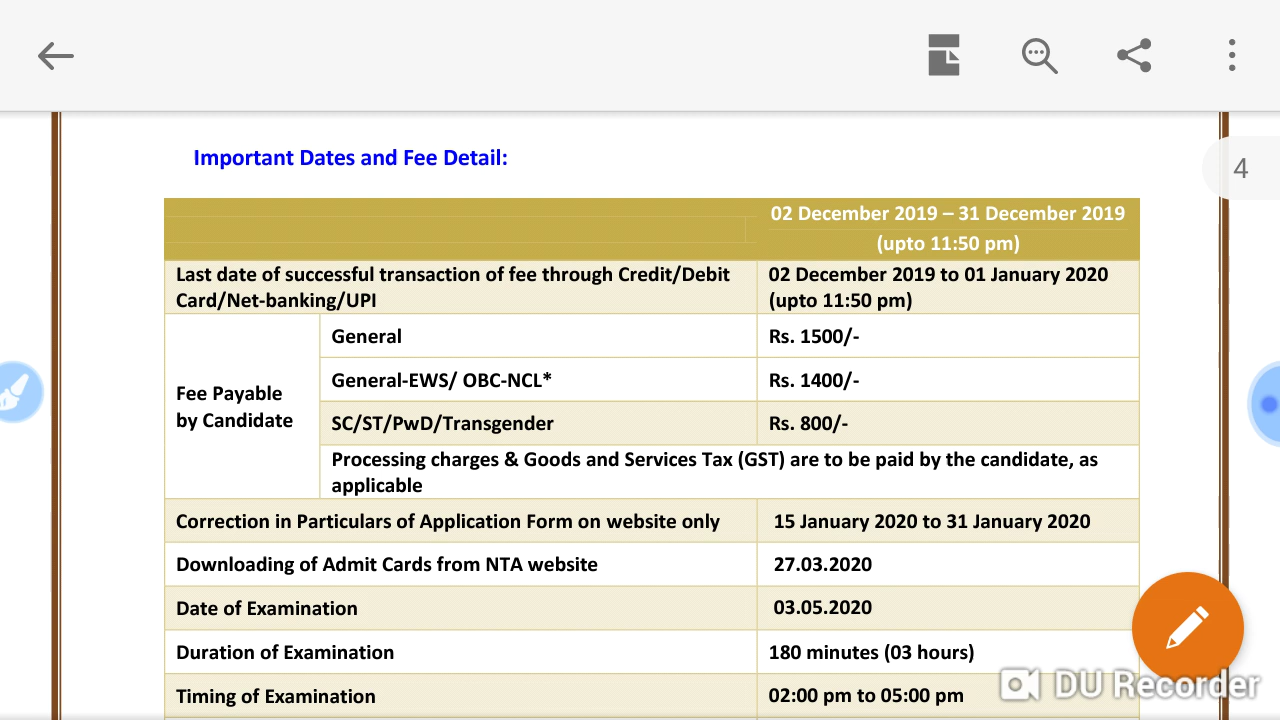 4
Important Dates and Fee Detail:
02 December 2019 – 31 December 2019
(upto 11:50 pm)
Last date of successful transaction of fee through Credit/Debit
Card/Net-banking/UPI
02 December 2019 to 01 January 2020
(upto 11:50 pm)
Fee Payable
by Candidate
General
Rs. 1500/-
General-EWS/ OBC-NCL*
Rs. 1400/-
SC/ST/PwD/Transgender
Rs. 800/-
Processing charges & Goods and Services Tax (GST) are to be paid by the candidate, as
applicable
Correction in Particulars of Application Form on website only
15 January 2020 to 31 January 2020
Downloading of Admit Cards from NTA website
27.03.2020
Date of Examination
03.05.2020
Duration of Examination
180 minutes (03 hours)
Timing of Examination
02:00 pm to 05:00 pm
DU Recorder